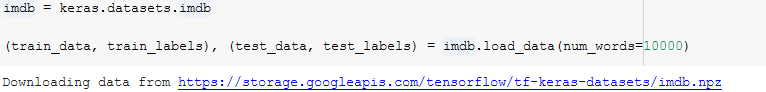 imdb = keras.datasets.imdb
(train_data, train_labels), (test_data, test_labels) = imdb.load_data(num_words=10000)
Downloading data from https://storage.googleapis.com/tensorflow/tf-keras-datasets/imdb.npz